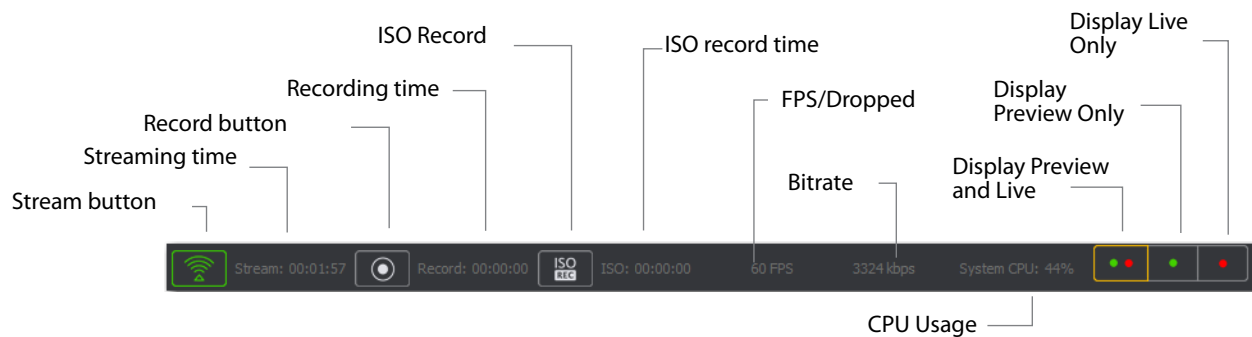 Display Live
Only
ISO Record
ISO record time
Recording time
FPS/Dropped
Display
Preview Only
Record button
Streaming time
Bitrate
Display Preview
and Live
Stream button
Stream: 00:01:57
Record: 00:00:00
ISO
REC
ISO: 00:00:00
60 FPS
3324 kbps
System CPU: 44%
CPU Usage